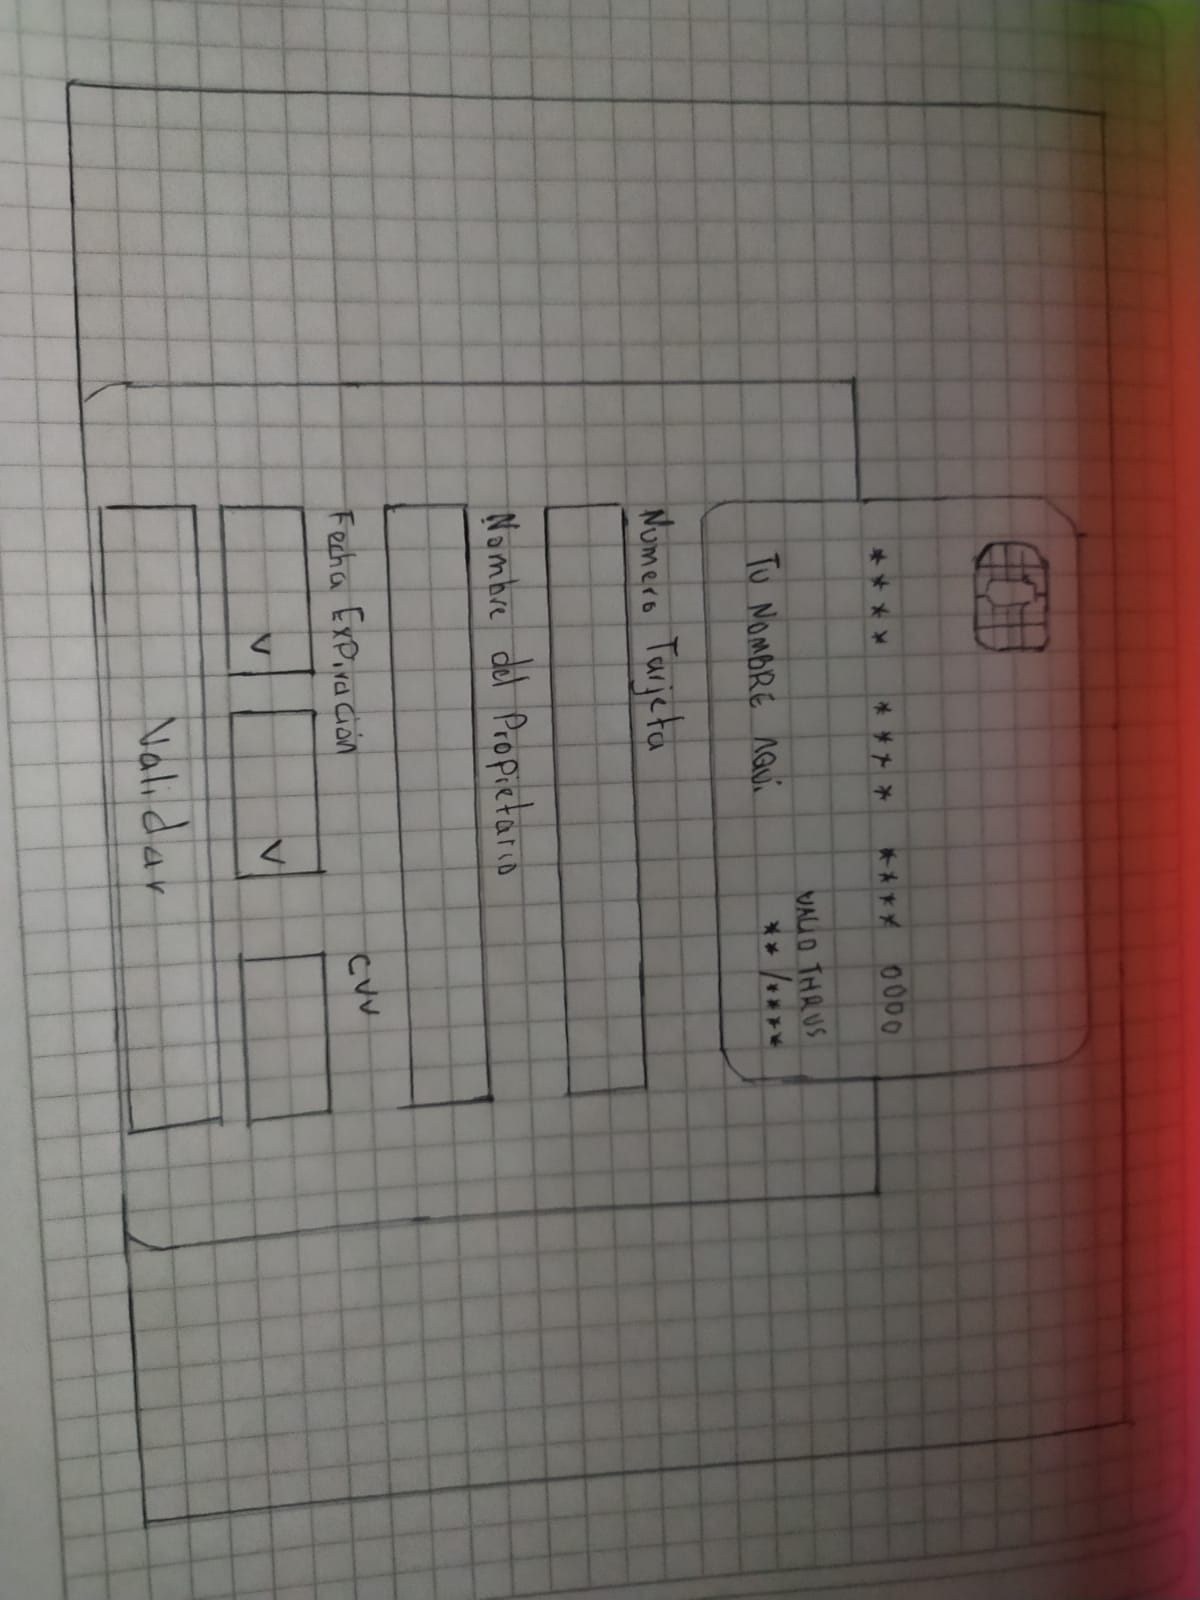 **** **** **** 0000
VALID THRUS
TU NOMBRE AQUi
**/****
Numero Tarjeta
Nombre del Propietario
Fecha Expiración
CVV
Validar